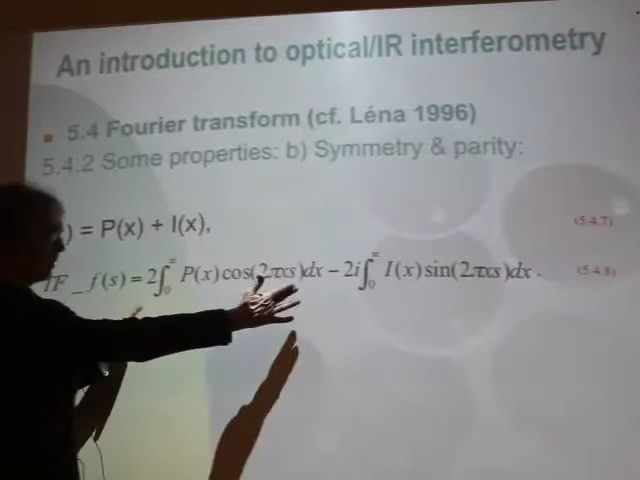 An introduction to optical/IR interferometry
5.4 Fourier transform (cf. Léna 1996)
5.4.2 Some properties: b) Symmetry & parity:
) = P(x) + I(x), (5.4.7)
TF_f(s) = 2∫₀^∞ P(x)cos(2πxs)dx − 2i∫₀^∞ I(x)sin(2πxs)dx . (5.4.8)